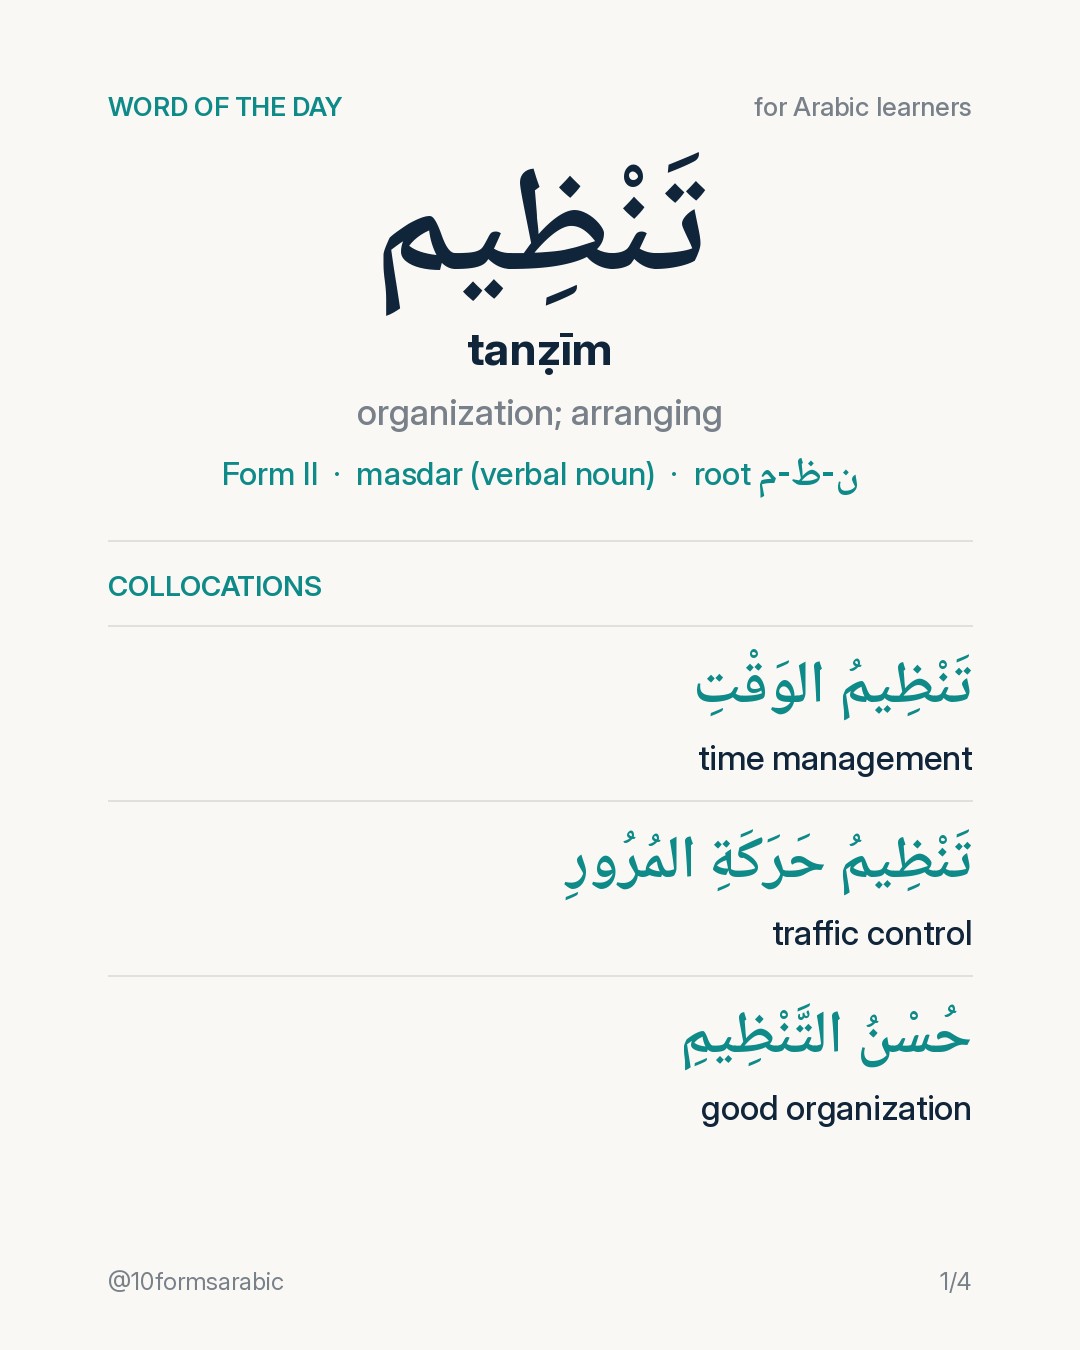 WORD OF THE DAY
for Arabic learners
تَنْظِيم
tanẓīm
organization; arranging
Form II · masdar (verbal noun) · root ن-ظ-م
COLLOCATIONS
تَنْظِيمُ الوَقْتِ
time management
تَنْظِيمُ حَرَكَةِ المُرُورِ
traffic control
حُسْنُ التَّنْظِيمِ
good organization
@10formsarabic
1/4